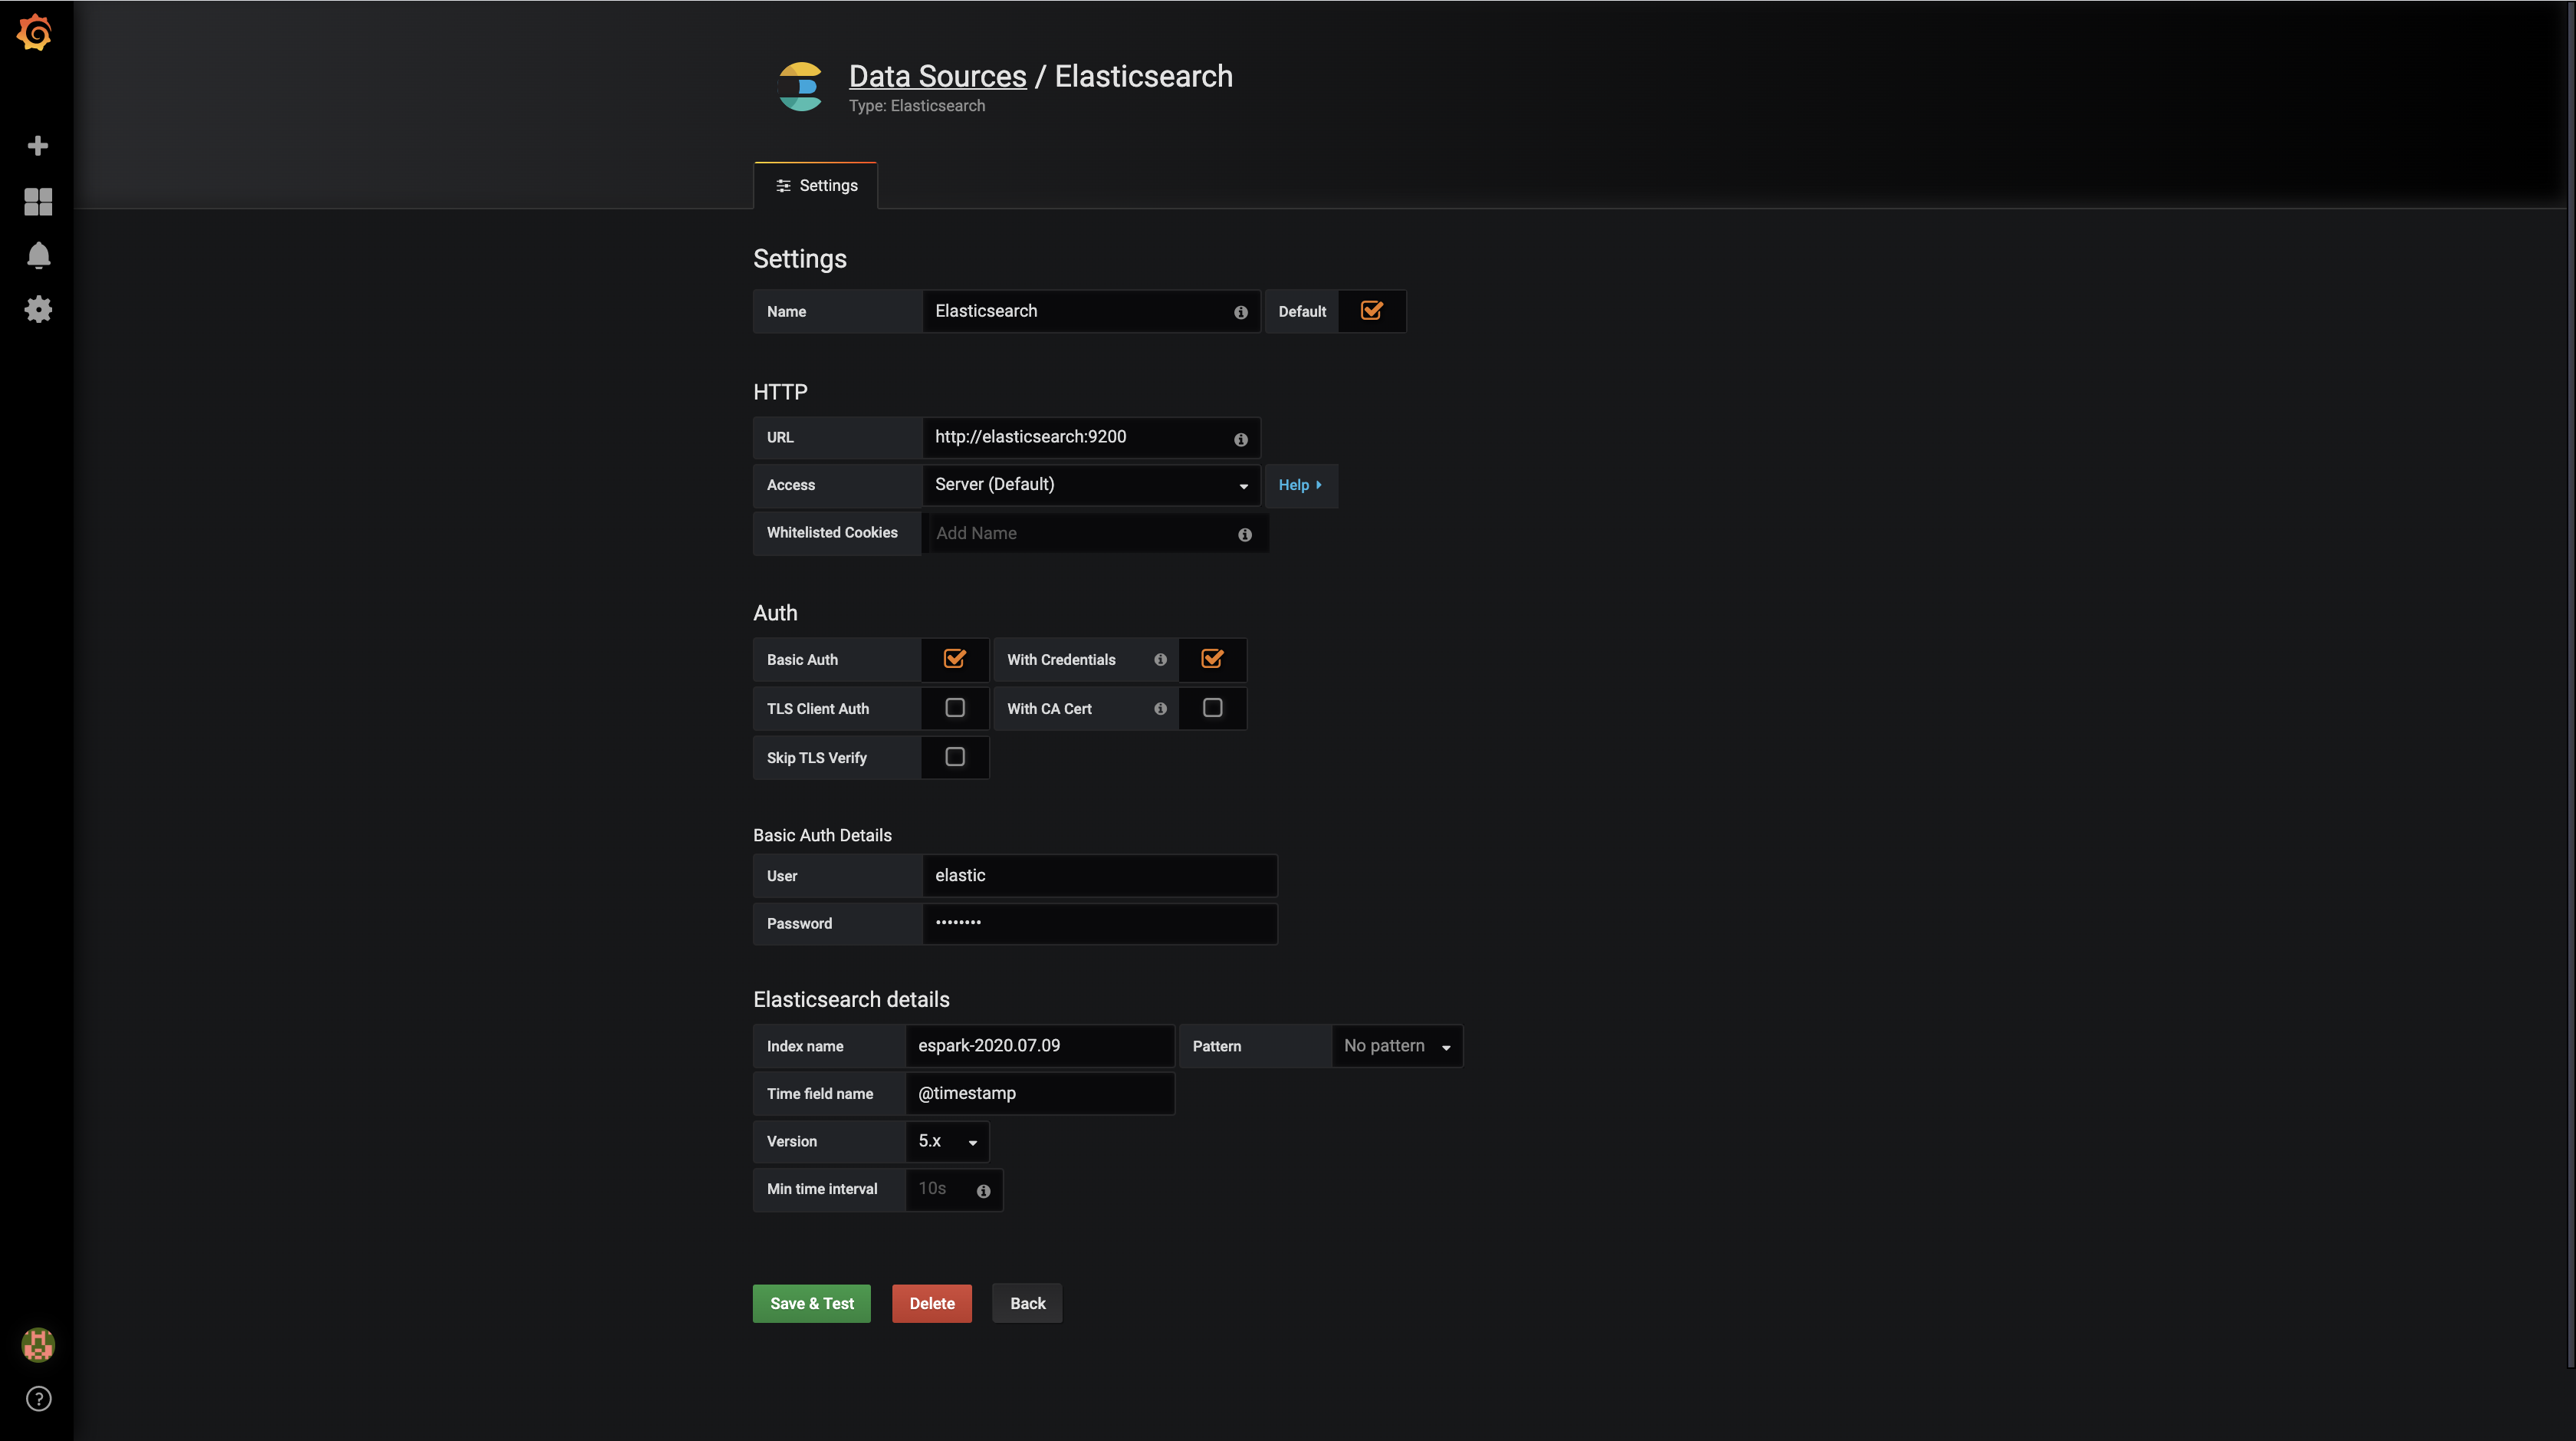 Data Sources / Elasticsearch
Type: Elasticsearch
Settings
Settings
Name Elasticsearch Default
HTTP
URL http://elasticsearch:9200
Access Server (Default) Help
Whitelisted Cookies Add Name
Auth
Basic Auth With Credentials
TLS Client Auth With CA Cert
Skip TLS Verify
Basic Auth Details
User elastic
Password ••••••••
Elasticsearch details
Index name espark-2020.07.09 Pattern No pattern
Time field name @timestamp
Version 5.x
Min time interval 10s
Save & Test Delete Back